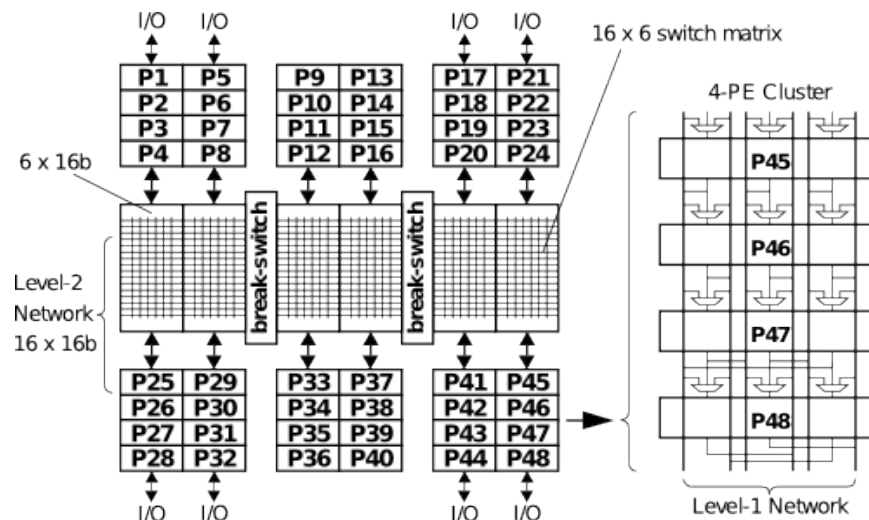 I/O I/O I/O I/O
16 x 6 switch matrix
P1 P5 P9 P13 P17 P21
P2 P6 P10 P14 P18 P22
P3 P7 P11 P15 P19 P23
P4 P8 P12 P16 P20 P24
4-PE Cluster
6 x 16b
break-switch
break-switch
Level-2
Network
16 x 16b
P25 P29 P33 P37 P41 P45
P26 P30 P34 P38 P42 P46
P27 P31 P35 P39 P43 P47
P28 P32 P36 P40 P44 P48
I/O I/O I/O I/O
P45
P46
P47
P48
Level-1 Network